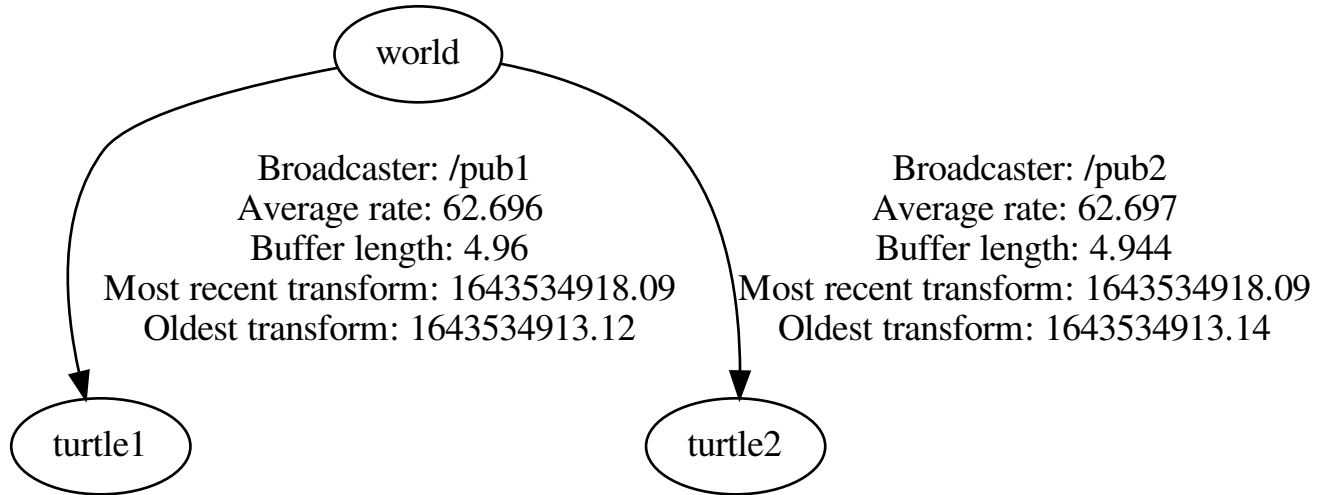 world
Broadcaster: /pub1
Average rate: 62.696
Buffer length: 4.96
Most recent transform: 1643534918.09
Oldest transform: 1643534913.12
Broadcaster: /pub2
Average rate: 62.697
Buffer length: 4.944
Most recent transform: 1643534918.09
Oldest transform: 1643534913.14
turtle1
turtle2